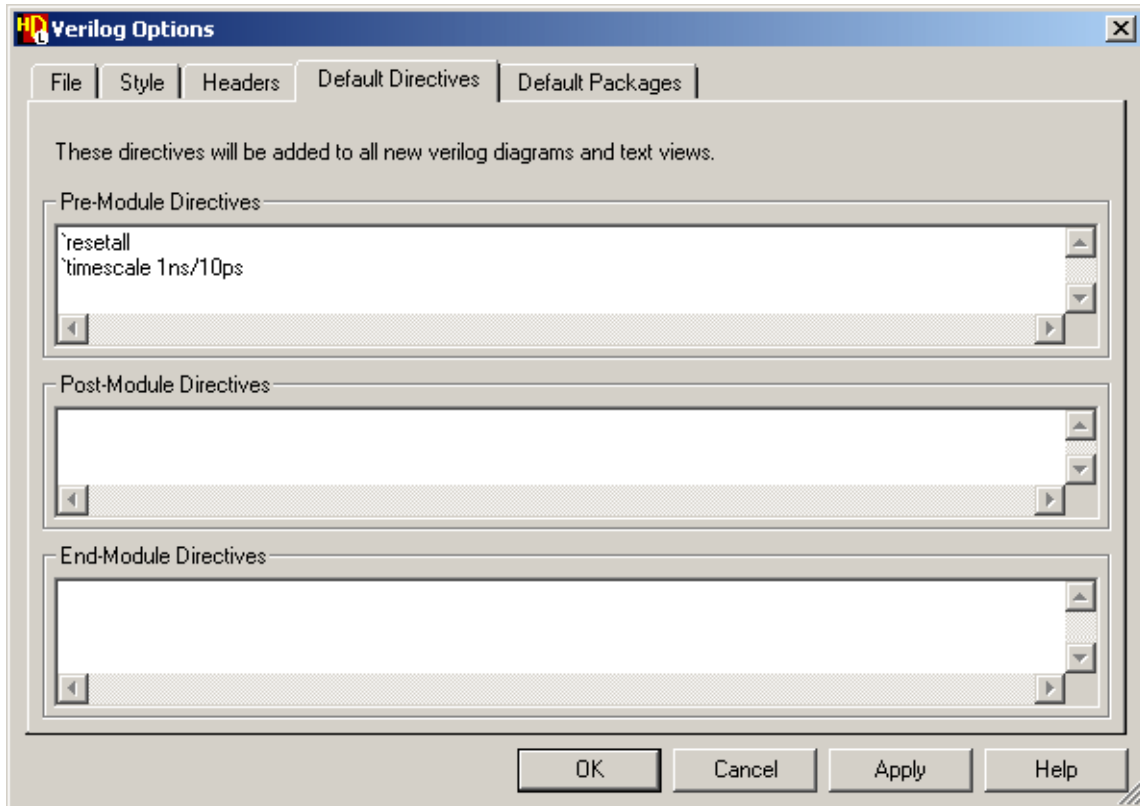 HD L Verilog Options
File Style Headers Default Directives Default Packages
These directives will be added to all new verilog diagrams and text views.
Pre-Module Directives
`resetall
`timescale 1ns/10ps
Post-Module Directives
End-Module Directives
OK Cancel Apply Help